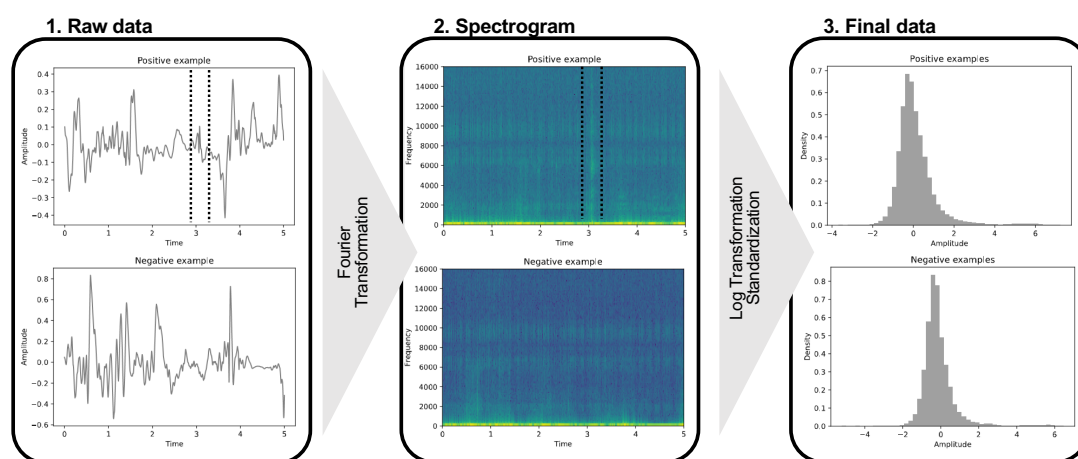 1. Raw data
Positive example
Amplitude
0.4
0.3
0.2
0.1
0.0
−0.1
−0.2
−0.3
−0.4
0 1 2 3 4 5
Time
Negative example
Amplitude
0.8
0.6
0.4
0.2
0.0
−0.2
−0.4
−0.6
0 1 2 3 4 5
Time
Fourier
Transformation
2. Spectrogram
Positive example
Frequency
16000
14000
12000
10000
8000
6000
4000
2000
0
0 1 2 3 4 5
Time
Negative example
Frequency
16000
14000
12000
10000
8000
6000
4000
2000
0
0 1 2 3 4 5
Time
Log Transformation
Standardization
3. Final data
Positive examples
Density
0.7
0.6
0.5
0.4
0.3
0.2
0.1
0.0
−4 −2 0 2 4 6
Amplitude
Negative examples
Density
0.8
0.7
0.6
0.5
0.4
0.3
0.2
0.1
0.0
−4 −2 0 2 4 6
Amplitude